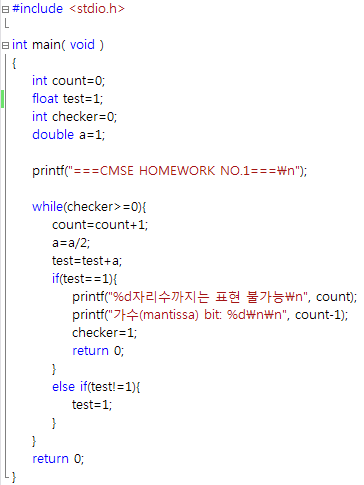 #include <stdio.h>
int main( void )
{
int count=0;
float test=1;
int checker=0;
double a=1;
printf("===CMSE HOMEWORK NO.1===₩n");
while(checker>=0){
count=count+1;
a=a/2;
test=test+a;
if(test==1){
printf("%d자리수까지는 표현 불가능₩n", count);
printf("가수(mantissa) bit: %d₩n₩n", count-1);
checker=1;
return 0;
}
else if(test!=1){
test=1;
}
}
return 0;
}